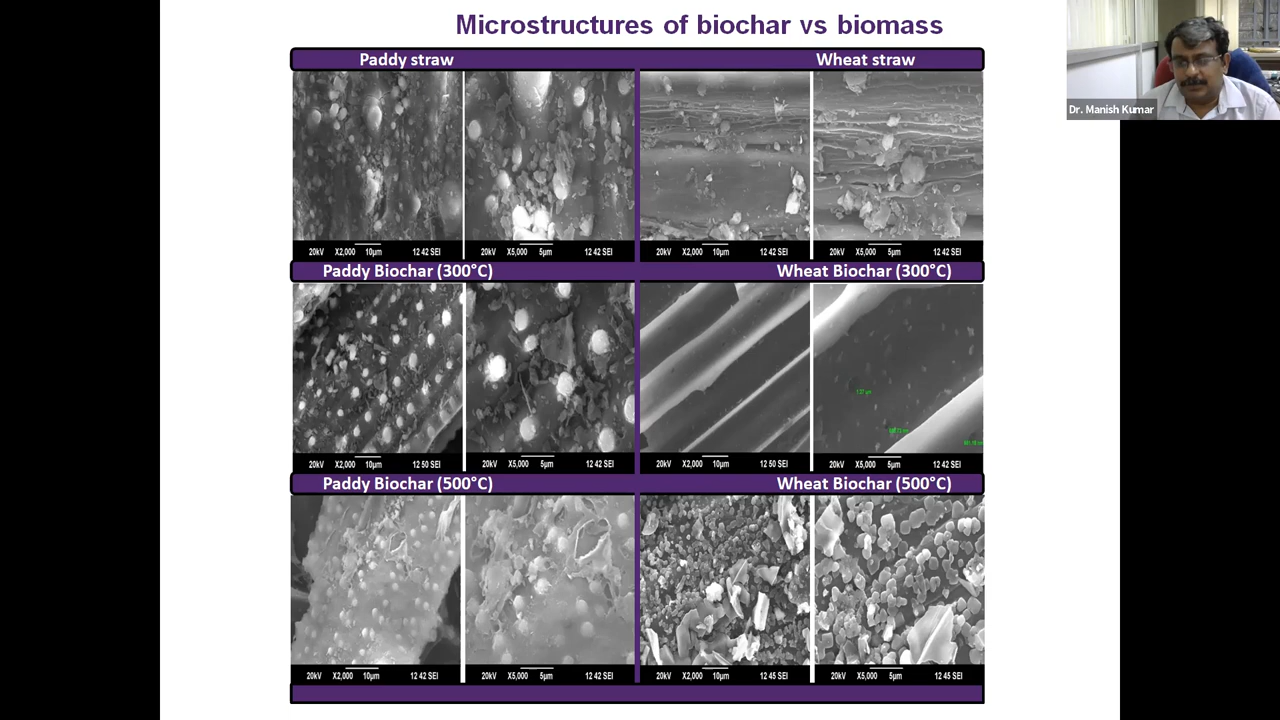 Microstructures of biochar vs biomass
Dr. Manish Kumar
Paddy straw Wheat straw
20kV X2,000 10µm 12 42 SEI 20kV X5,000 5µm 12 42 SEI 20kV X2,000 10µm 12 42 SEI 20kV X5,000 5µm 12 42 SEI
Paddy Biochar (300°C) Wheat Biochar (300°C)
20kV X2,000 10µm 12 50 SEI 20kV X5,000 5µm 12 42 SEI 20kV X2,000 10µm 12 50 SEI 20kV X5,000 5µm 12 42 SEI
Paddy Biochar (500°C) Wheat Biochar (500°C)
20kV X2,000 10µm 12 42 SEI 20kV X5,000 5µm 12 42 SEI 20kV X2,000 10µm 12 45 SEI 20kV X5,000 5µm 12 45 SEI